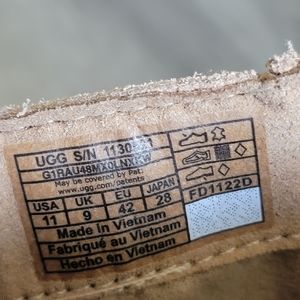 UGG S/N 1130
May be covered by Pat.
www.ugg.com/patents
USA UK EU JAPAN
11 9 42 28
FD1122D
Made in Vietnam
Fabriqué au Vietnam
Hecho en Vietnam